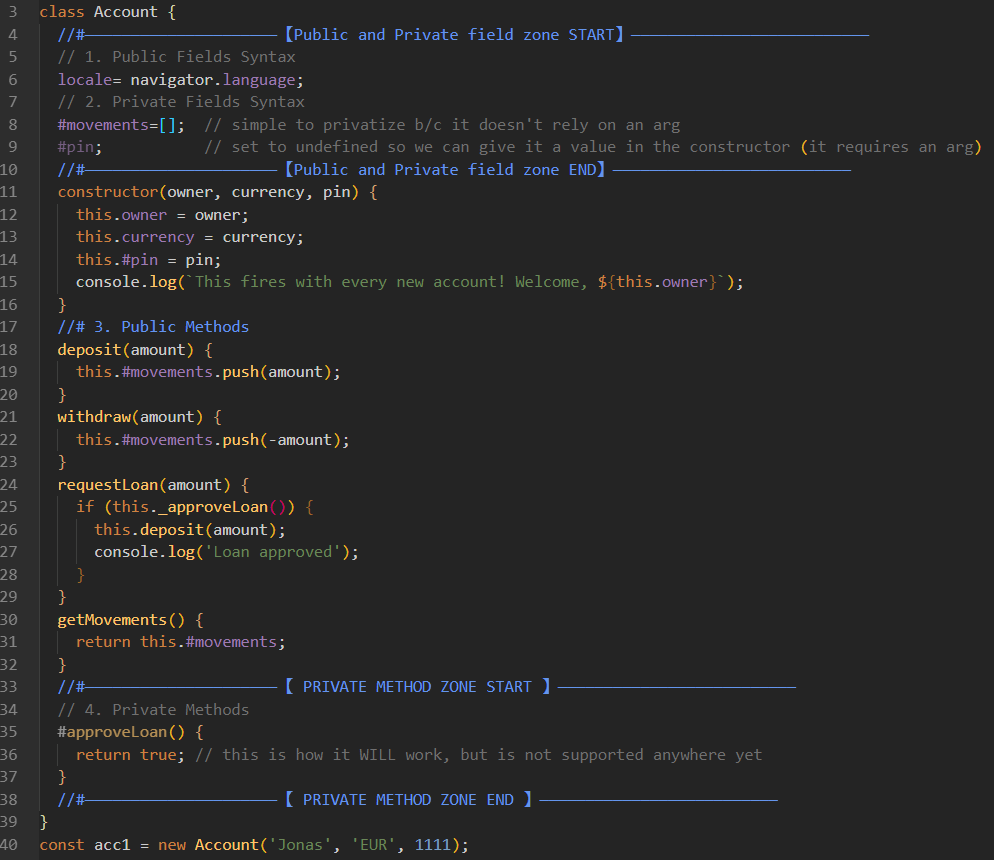 3 class Account {
4 //#—————————————————————【Public and Private field zone START】——————————————————————————
5 // 1. Public Fields Syntax
6 locale= navigator.language;
7 // 2. Private Fields Syntax
8 #movements=[];  // simple to privatize b/c it doesn't rely on an arg
9 #pin;           // set to undefined so we can give it a value in the constructor (it requires an arg)
10 //#—————————————————————【Public and Private field zone END】——————————————————————————
11 constructor(owner, currency, pin) {
12 this.owner = owner;
13 this.currency = currency;
14 this.#pin = pin;
15 console.log(`This fires with every new account! Welcome, ${this.owner}`);
16 }
17 //# 3. Public Methods
18 deposit(amount) {
19 this.#movements.push(amount);
20 }
21 withdraw(amount) {
22 this.#movements.push(-amount);
23 }
24 requestLoan(amount) {
25 if (this._approveLoan()) {
26 this.deposit(amount);
27 console.log('Loan approved');
28 }
29 }
30 getMovements() {
31 return this.#movements;
32 }
33 //#—————————————————————【 PRIVATE METHOD ZONE START 】——————————————————————————
34 // 4. Private Methods
35 #approveLoan() {
36 return true; // this is how it WILL work, but is not supported anywhere yet
37 }
38 //#—————————————————————【 PRIVATE METHOD ZONE END 】——————————————————————————
39 }
40 const acc1 = new Account('Jonas', 'EUR', 1111);